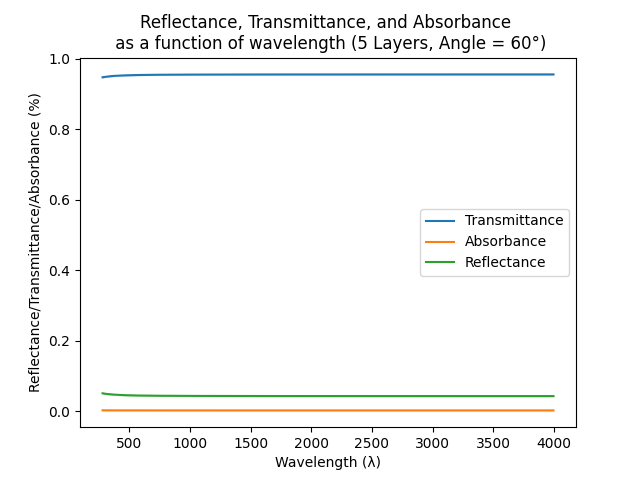 Reflectance, Transmittance, and Absorbance
as a function of wavelength (5 Layers, Angle = 60°)
Reflectance/Transmittance/Absorbance (%)
1.0
0.8
0.6
0.4
0.2
0.0
Transmittance
Absorbance
Reflectance
500 1000 1500 2000 2500 3000 3500 4000
Wavelength (λ)